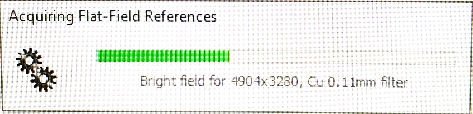 Acquiring Flat-Field References
Bright field for 4904x3280, Cu 0.11mm filter